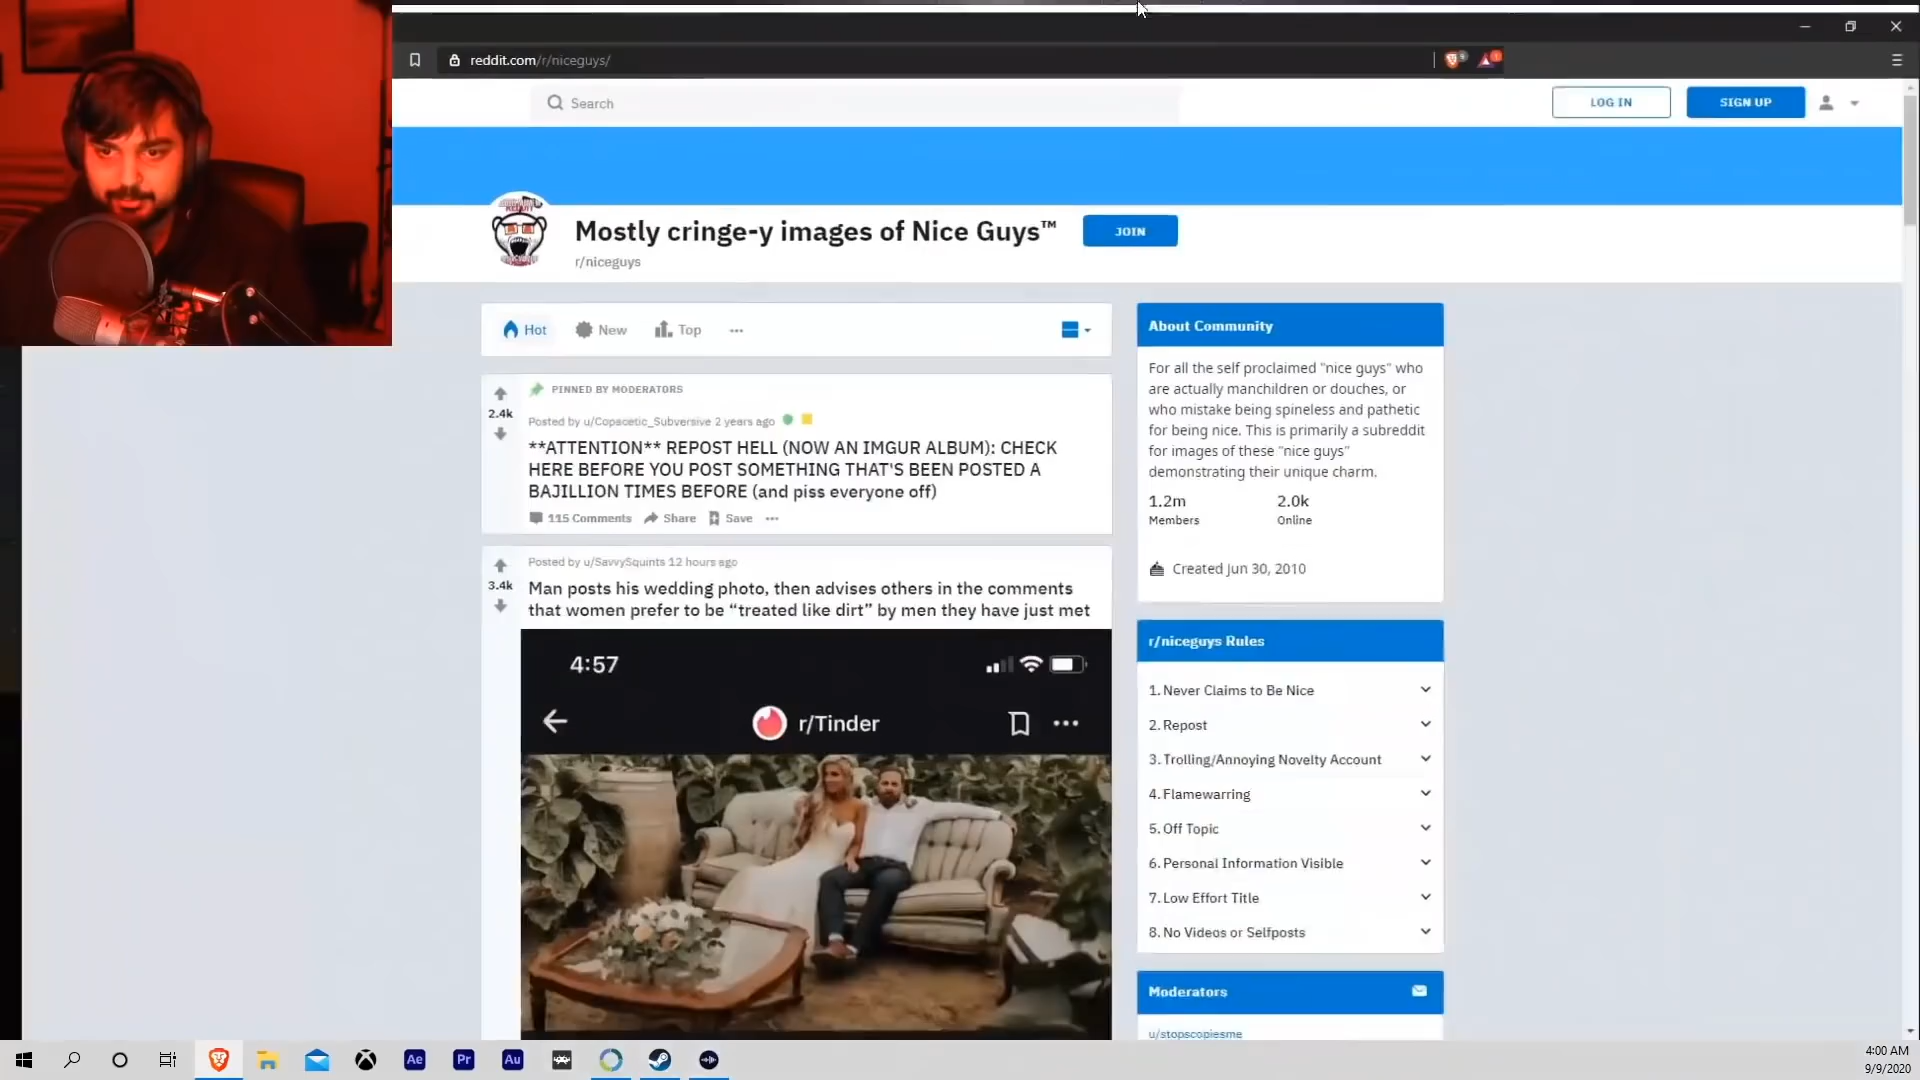 reddit.com/r/niceguys/
Search
LOG IN
SIGN UP
Mostly cringe-y images of Nice Guys™
JOIN
r/niceguys
Hot
New
Top
PINNED BY MODERATORS
2.4k
Posted by u/Copacetic_Subversive 2 years ago
**ATTENTION** REPOST HELL (NOW AN IMGUR ALBUM): CHECK
HERE BEFORE YOU POST SOMETHING THAT'S BEEN POSTED A
BAJILLION TIMES BEFORE (and piss everyone off)
115 Comments
Share
Save
Posted by u/SavvySquints 12 hours ago
3.4k
Man posts his wedding photo, then advises others in the comments
that women prefer to be “treated like dirt” by men they have just met
4:57
r/Tinder
About Community
For all the self proclaimed "nice guys" who
are actually manchildren or douches, or
who mistake being spineless and pathetic
for being nice. This is primarily a subreddit
for images of these "nice guys"
demonstrating their unique charm.
1.2m
2.0k
Members
Online
Created Jun 30, 2010
r/niceguys Rules
1. Never Claims to Be Nice
2. Repost
3. Trolling/Annoying Novelty Account
4. Flamewarring
5. Off Topic
6. Personal Information Visible
7. Low Effort Title
8. No Videos or Selfposts
Moderators
u/stopscopiesme
Ae
Pr
Au
4:00 AM
9/9/2020